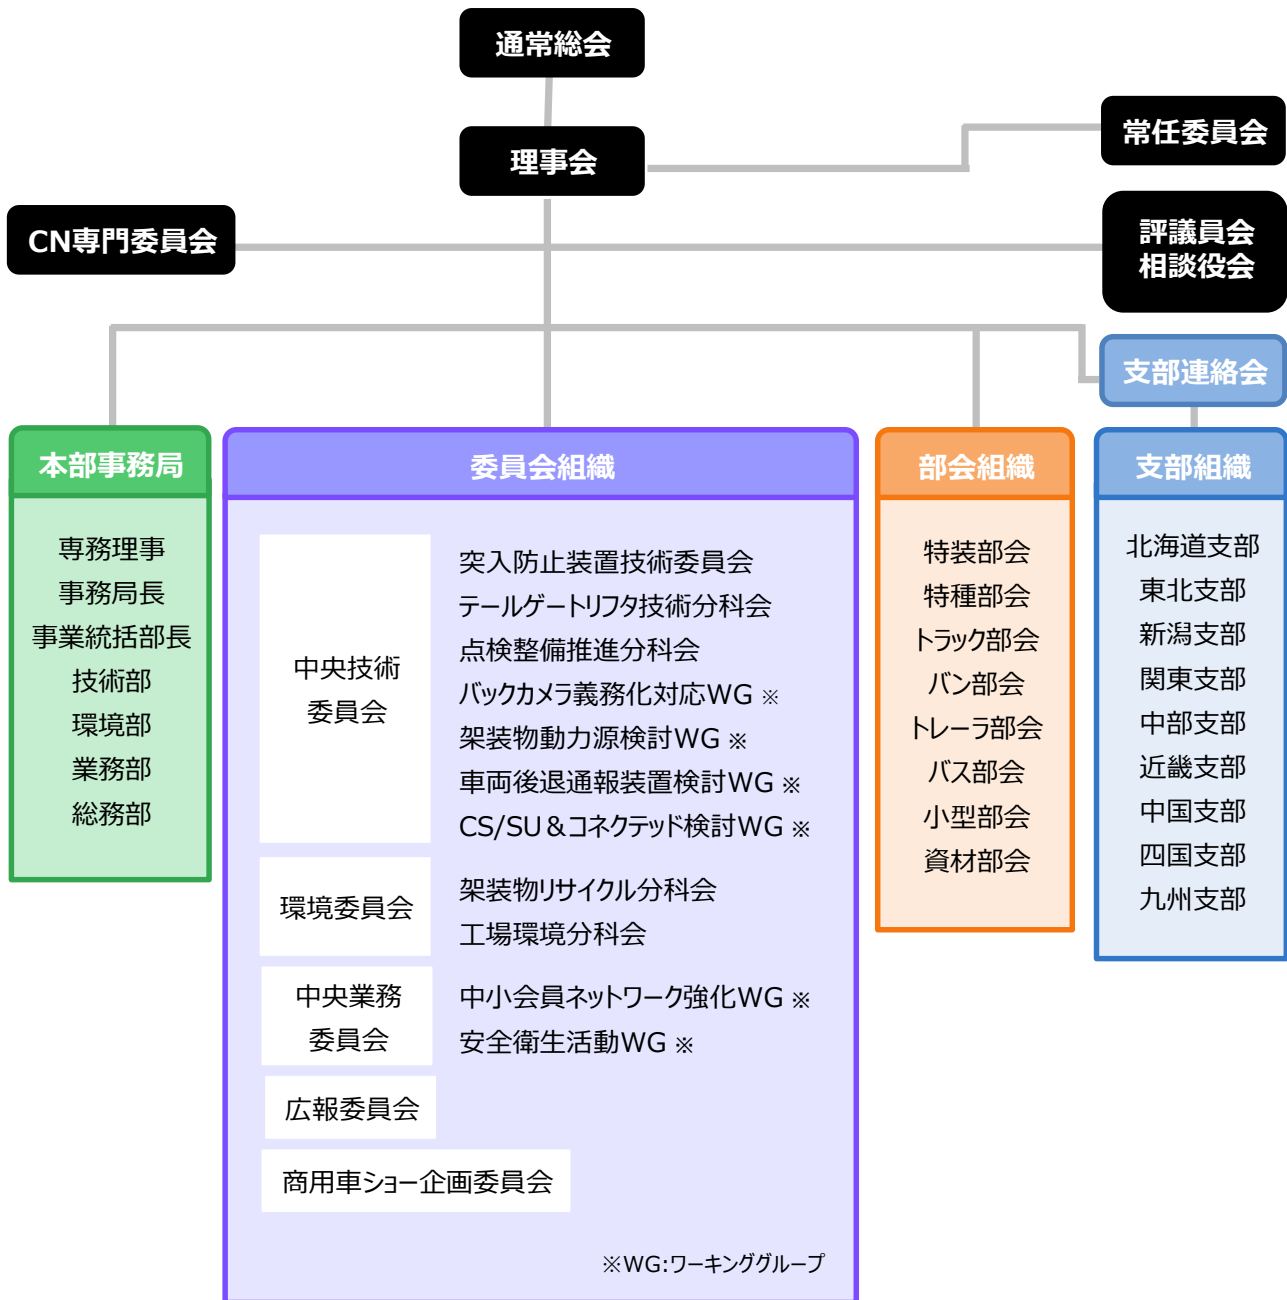 通常総会
理事会
常任委員会
CN専門委員会
評議員会
相談役会
支部連絡会
本部事務局
専務理事
事務局長
事業統括部長
技術部
環境部
業務部
総務部
委員会組織
中央技術
委員会
突入防止装置技術委員会
テールゲートリフタ技術分科会
点検整備推進分科会
バックカメラ義務化対応WG ※
架装物動力源検討WG ※
車両後退通報装置検討WG ※
CS/SU&コネクテッド検討WG ※
環境委員会
架装物リサイクル分科会
工場環境分科会
中央業務
委員会
中小会員ネットワーク強化WG ※
安全衛生活動WG ※
広報委員会
商用車ショー企画委員会
※WG:ワーキンググループ
部会組織
特装部会
特種部会
トラック部会
バン部会
トレーラ部会
バス部会
小型部会
資材部会
支部組織
北海道支部
東北支部
新潟支部
関東支部
中部支部
近畿支部
中国支部
四国支部
九州支部